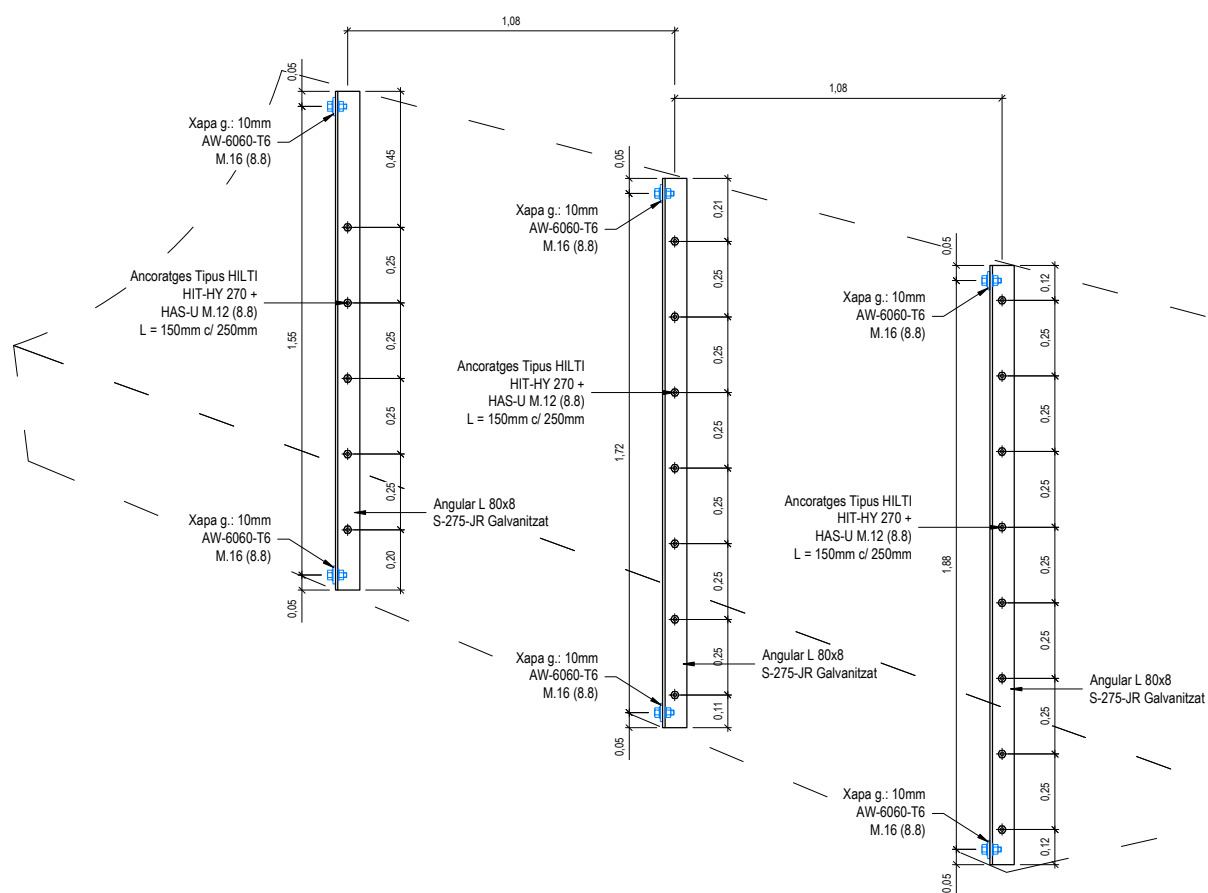 1,08
0,05
Xapa g.: 10mm
AW-6060-T6
M.16 (8.8)
0,45
0,25
0,25
0,25
0,25
0,20
Ancoratges Tipus HILTI
HIT-HY 270 +
HAS-U M.12 (8.8)
L = 150mm c/ 250mm
1,55
Angular L 80x8
S-275-JR Galvanitzat
Xapa g.: 10mm
AW-6060-T6
M.16 (8.8)
0,05
1,08
0,05
Xapa g.: 10mm
AW-6060-T6
M.16 (8.8)
0,21
0,25
0,25
0,25
0,25
0,25
0,25
0,11
Ancoratges Tipus HILTI
HIT-HY 270 +
HAS-U M.12 (8.8)
L = 150mm c/ 250mm
1,72
Angular L 80x8
S-275-JR Galvanitzat
Xapa g.: 10mm
AW-6060-T6
M.16 (8.8)
0,05
0,05
Xapa g.: 10mm
AW-6060-T6
M.16 (8.8)
0,12
0,25
0,25
0,25
0,25
0,25
0,25
0,25
0,12
Ancoratges Tipus HILTI
HIT-HY 270 +
HAS-U M.12 (8.8)
L = 150mm c/ 250mm
1,88
Angular L 80x8
S-275-JR Galvanitzat
Xapa g.: 10mm
AW-6060-T6
M.16 (8.8)
0,05